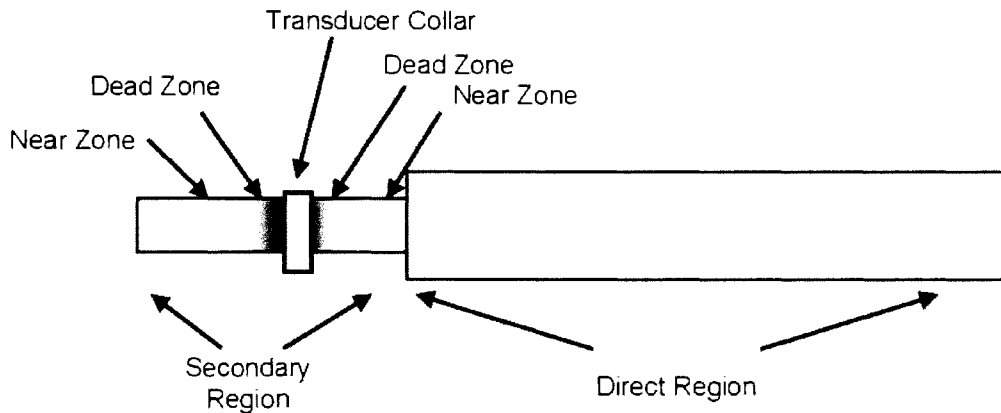 Transducer Collar
Dead Zone
Dead Zone
Near Zone
Near Zone
Secondary
Region
Direct Region